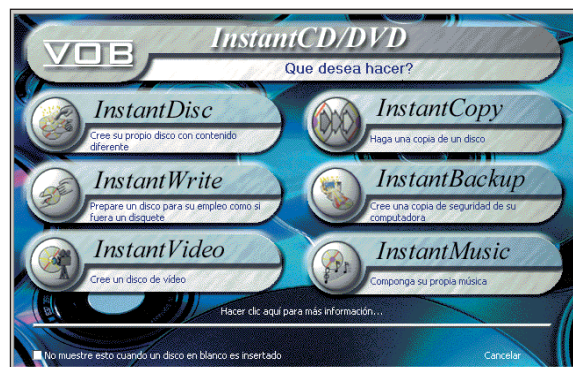 VOB
InstantCD/DVD
Que desea hacer?
InstantDisc
Cree su propio disco con contenido
diferente
InstantCopy
Haga una copia de un disco
InstantWrite
Prepare un disco para su empleo como si
fuera un disquete
InstantBackup
Cree una copia de seguridad de su
computadora
InstantVideo
Cree un disco de vídeo
InstantMusic
Componga su propia música
Hacer clic aquí para más información...
No muestre esto cuando un disco en blanco es insertado
Cancelar